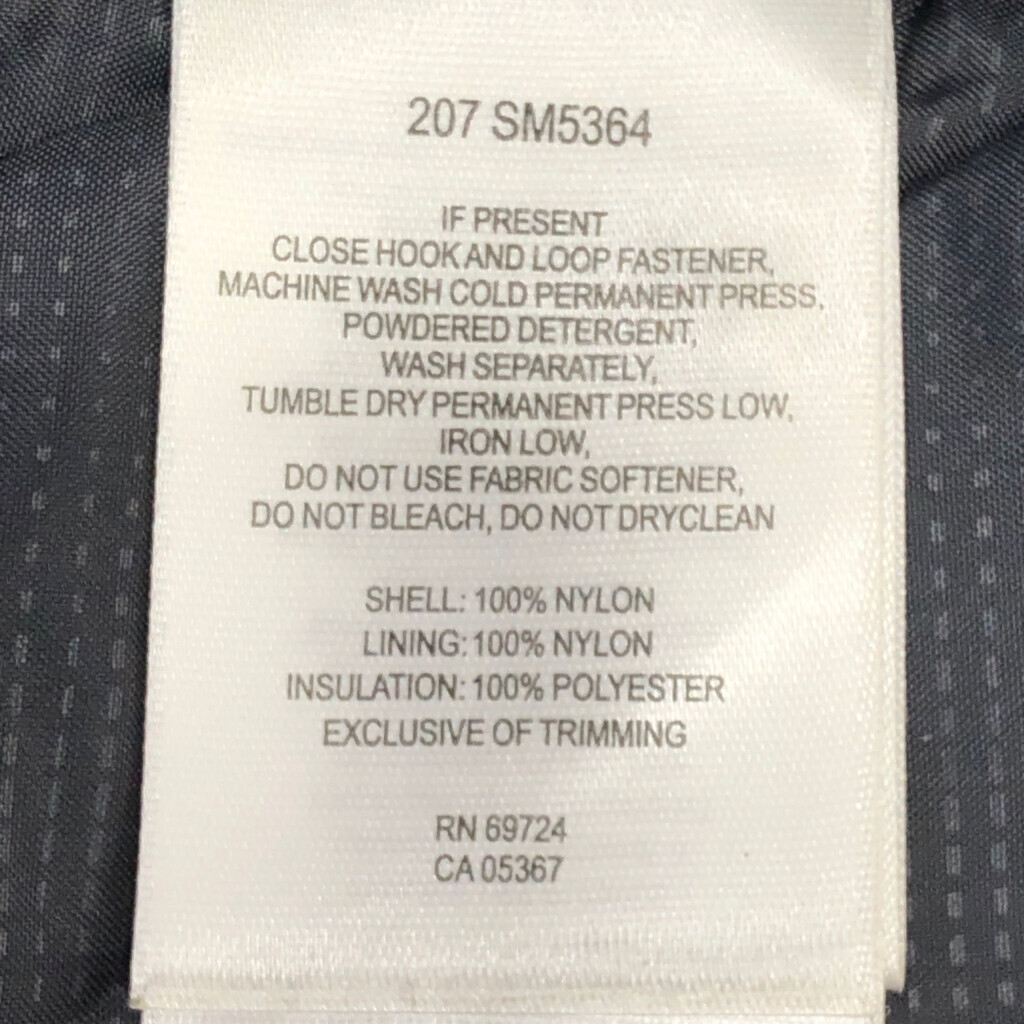 207 SM5364
IF PRESENT
CLOSE HOOK AND LOOP FASTENER,
MACHINE WASH COLD PERMANENT PRESS,
POWDERED DETERGENT,
WASH SEPARATELY,
TUMBLE DRY PERMANENT PRESS LOW,
IRON LOW,
DO NOT USE FABRIC SOFTENER,
DO NOT BLEACH, DO NOT DRYCLEAN
SHELL: 100% NYLON
LINING: 100% NYLON
INSULATION: 100% POLYESTER
EXCLUSIVE OF TRIMMING
RN 69724
CA 05367